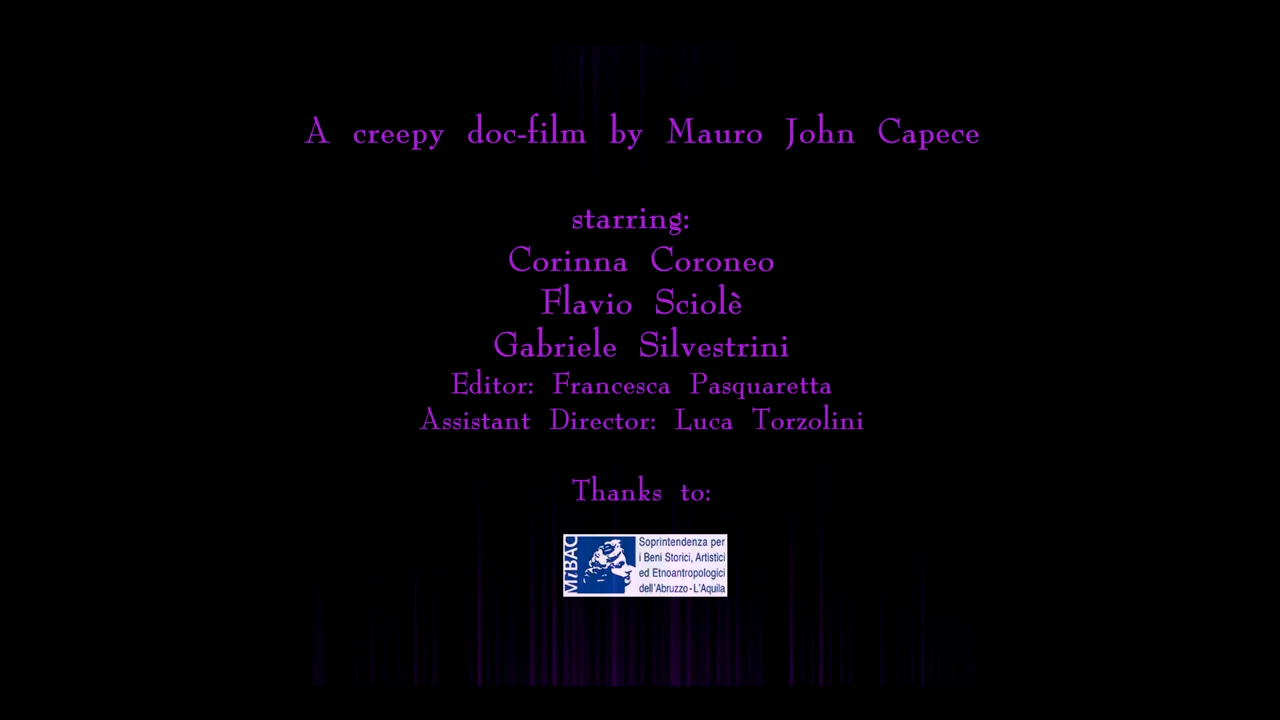 A creepy doc-film by Mauro John Capece
starring:
Corinna Coroneo
Flavio Sciolè
Gabriele Silvestrini
Editor: Francesca Pasquaretta
Assistant Director: Luca Torzolini
Thanks to:
MiBAC
Soprintendenza per
i Beni Storici, Artistici
ed Etnoantropologici
dell'Abruzzo - L'Aquila